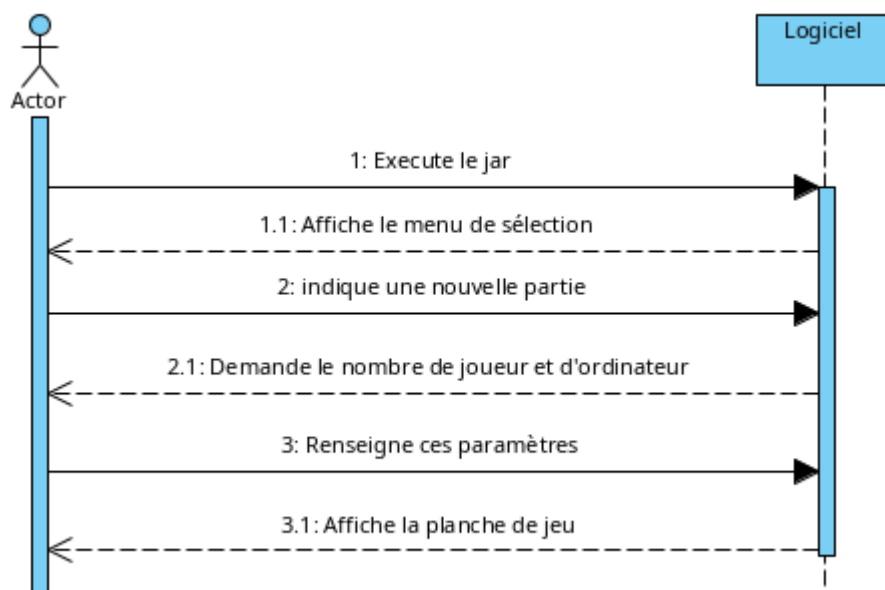 Logiciel
Actor
1: Execute le jar
1.1: Affiche le menu de sélection
2: indique une nouvelle partie
2.1: Demande le nombre de joueur et d'ordinateur
3: Renseigne ces paramètres
3.1: Affiche la planche de jeu